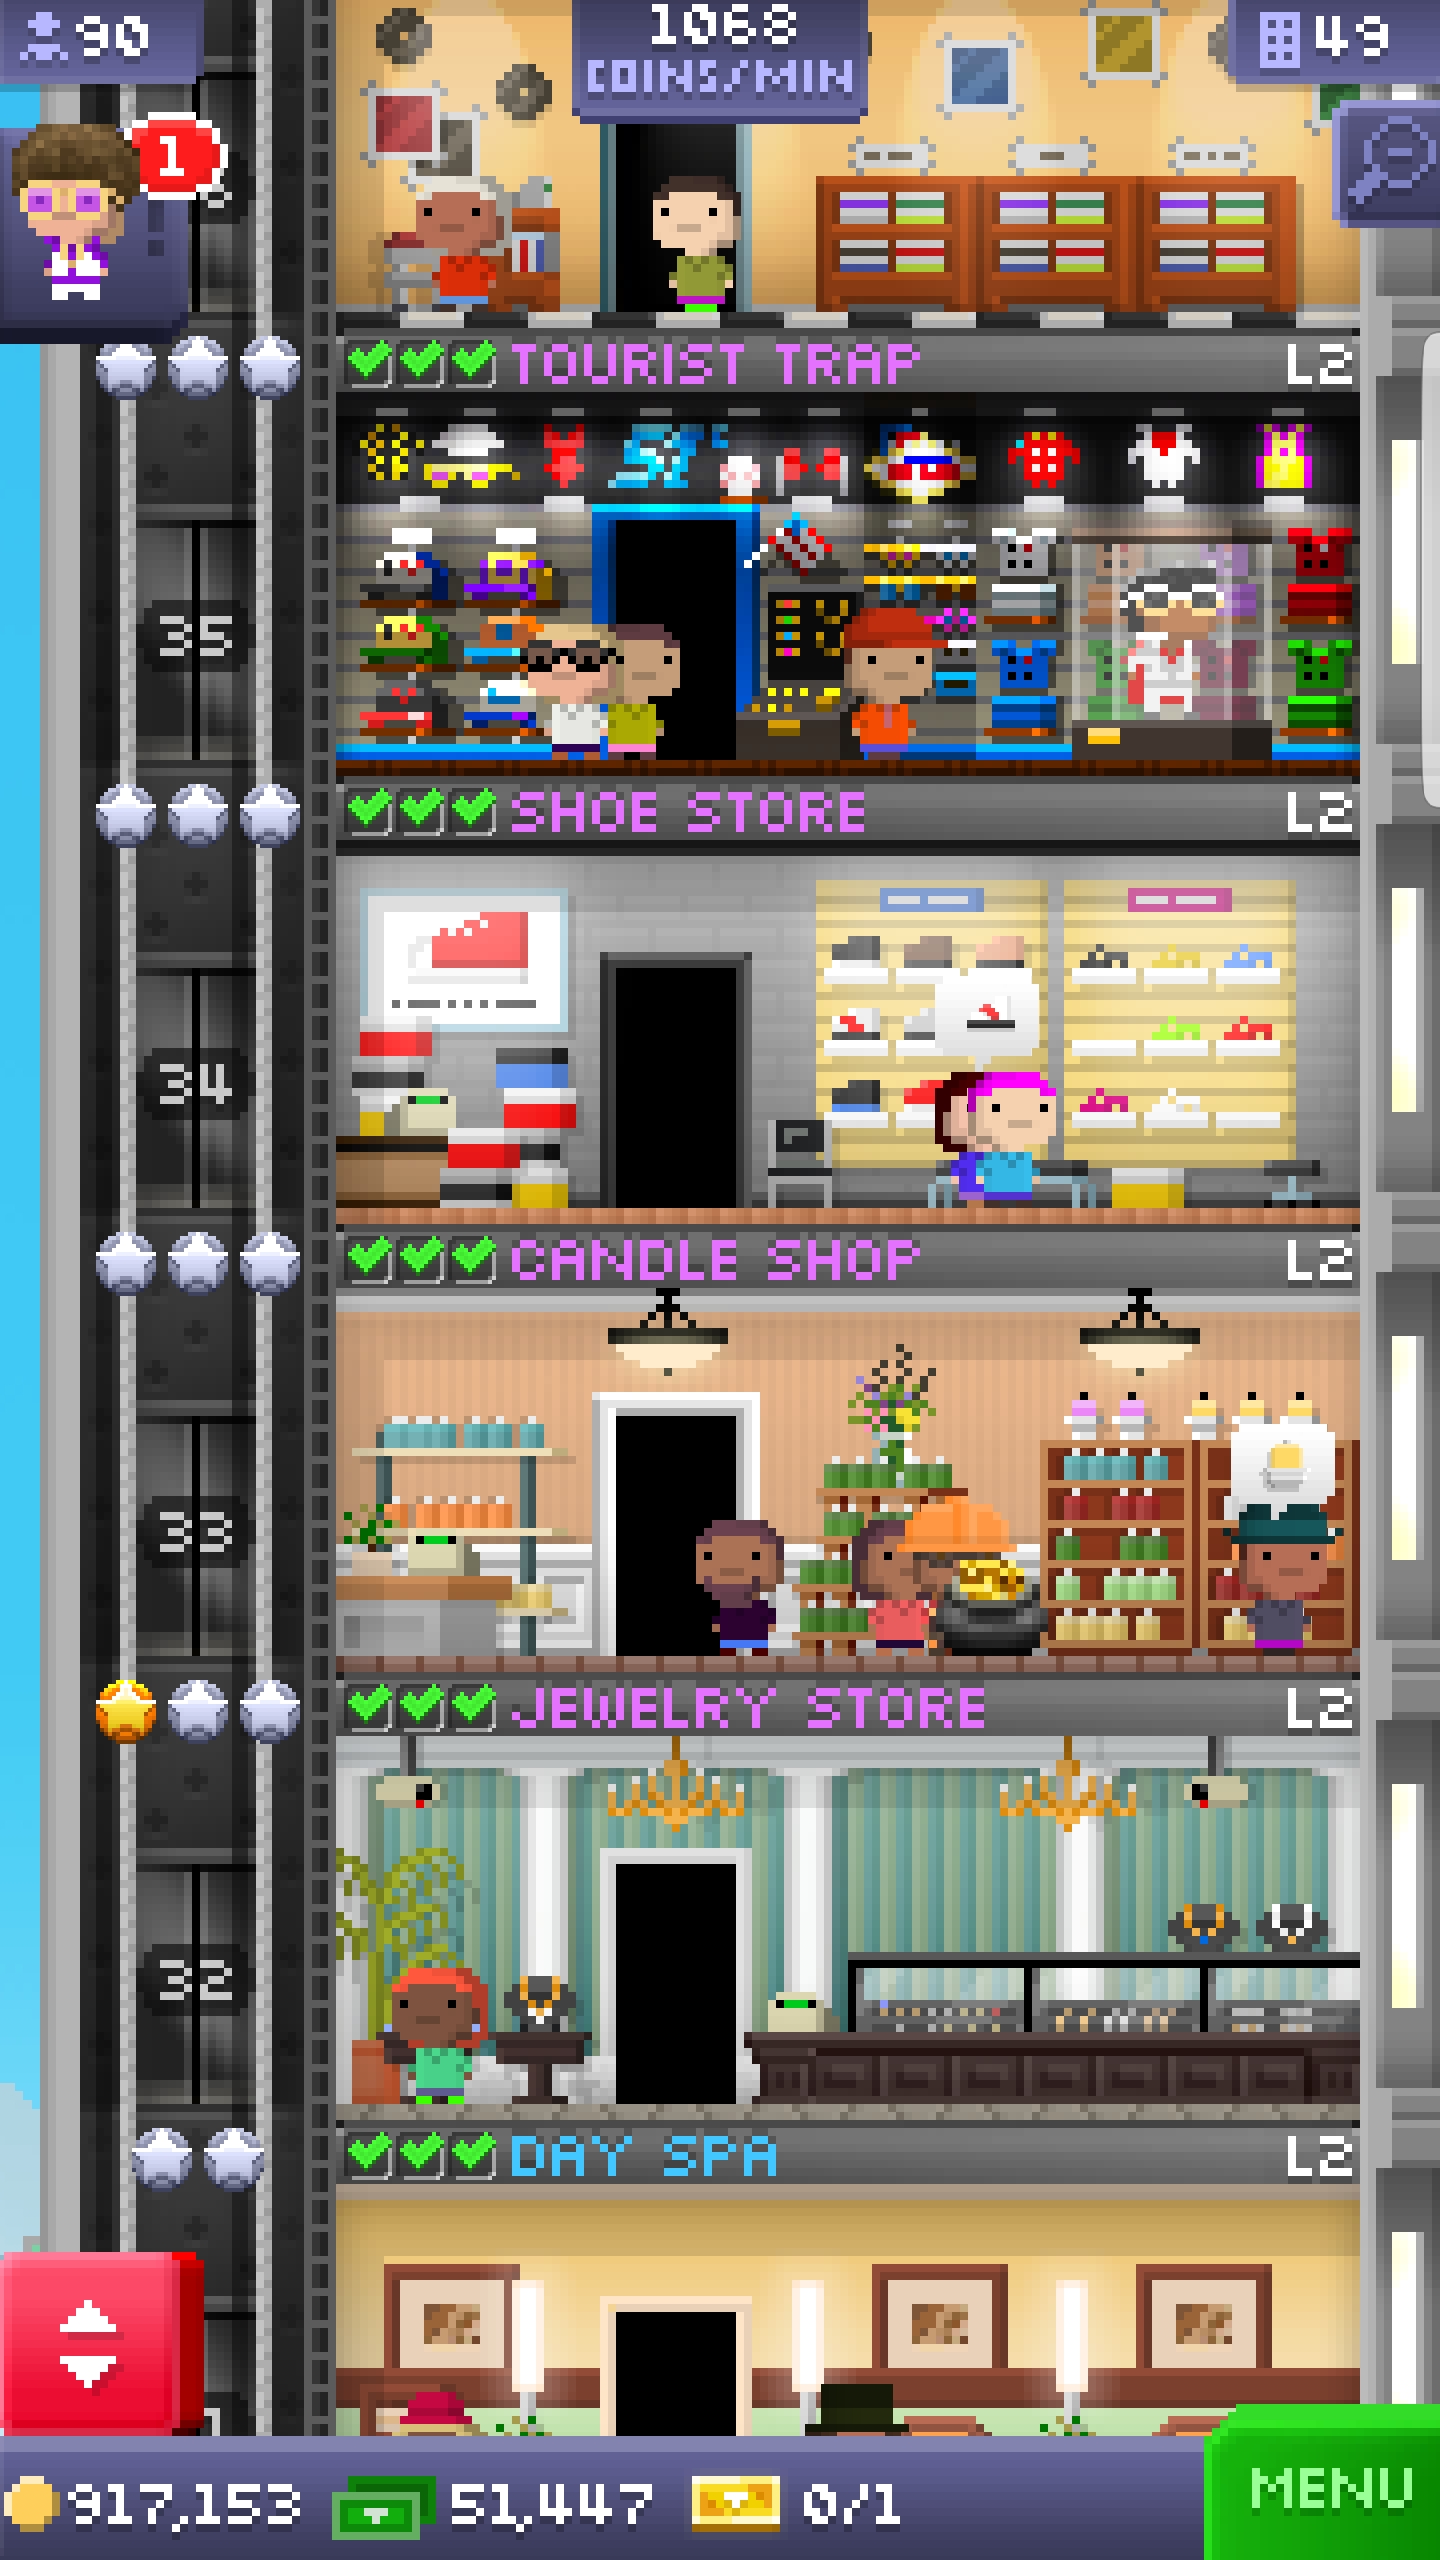 90
1068
COINS/MIN
49
1
TOURIST TRAP
L2
35
SHOE STORE
L2
34
CANDLE SHOP
L2
33
JEWELRY STORE
L2
32
DAY SPA
L2
917,153
51,447
0/1
MENU